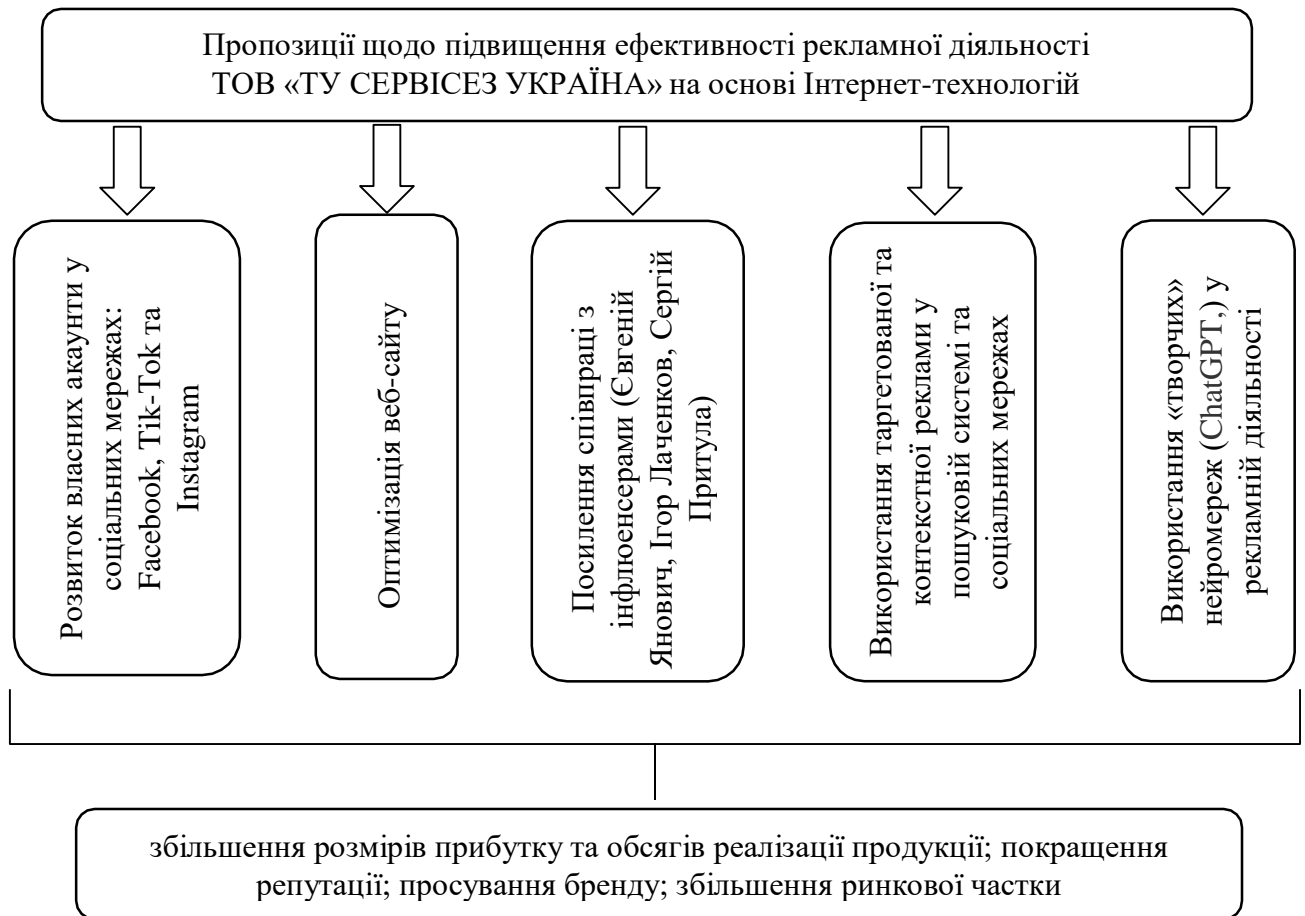 Пропозиції щодо підвищення ефективності рекламної діяльності
ТОВ «ТУ СЕРВІСЕЗ УКРАЇНА» на основі Інтернет-технологій
Розвиток власних акаунти у
соціальних мережах:
Facebook, Tik-Tok та
Instagram
Оптимізація веб-сайту
Посилення співпраці з
інфлюенсерами (Євгеній
Янович, Ігор Лаченков, Сергій
Притула)
Використання таргетованої та
контекстної реклами у
пошуковій системі та
соціальних мережах
Використання «творчих»
нейромереж (ChatGPT,) у
рекламній діяльності
збільшення розмірів прибутку та обсягів реалізації продукції; покращення
репутації; просування бренду; збільшення ринкової частки